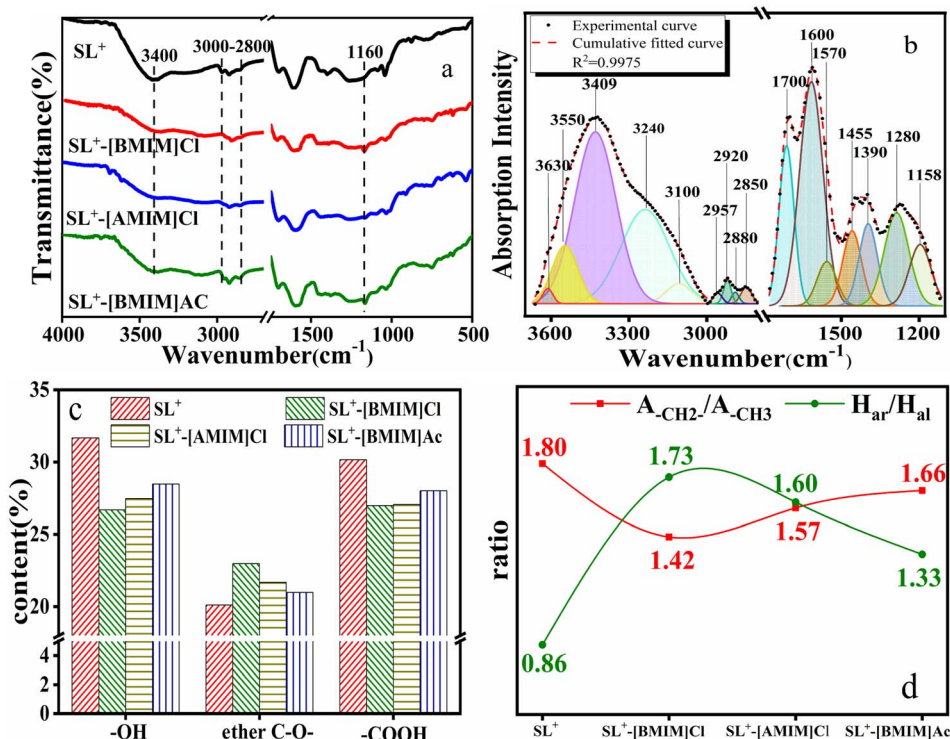 Transmittance(%)
SL+
3400
3000-2800
1160
a
SL+-[BMIM]Cl
SL+-[AMIM]Cl
SL+-[BMIM]AC
4000 3000 2000 1500 1000 500
Wavenumber(cm-1)
Absorption Intensity
Experimental curve
Cumulative fitted curve
R2=0.9975
b
1600
1570
1700
3409
3550
3240
3630
3100
2920
2850
2957
2880
1455
1390
1280
1158
3600 3300 3000 1500 1200
Wavenumber(cm-1)
content(%)
c
SL+
SL+-[BMIM]Cl
SL+-[AMIM]Cl
SL+-[BMIM]Ac
35
30
25
20
4
2
0
-OH ether C-O- -COOH
ratio
A-CH2-/A-CH3
Har/Hal
1.80
1.73
1.60
1.66
1.42
1.57
1.33
0.86
d
SL+ SL+-[BMIM]Cl SL+-[AMIM]Cl SL+-[BMIM]Ac